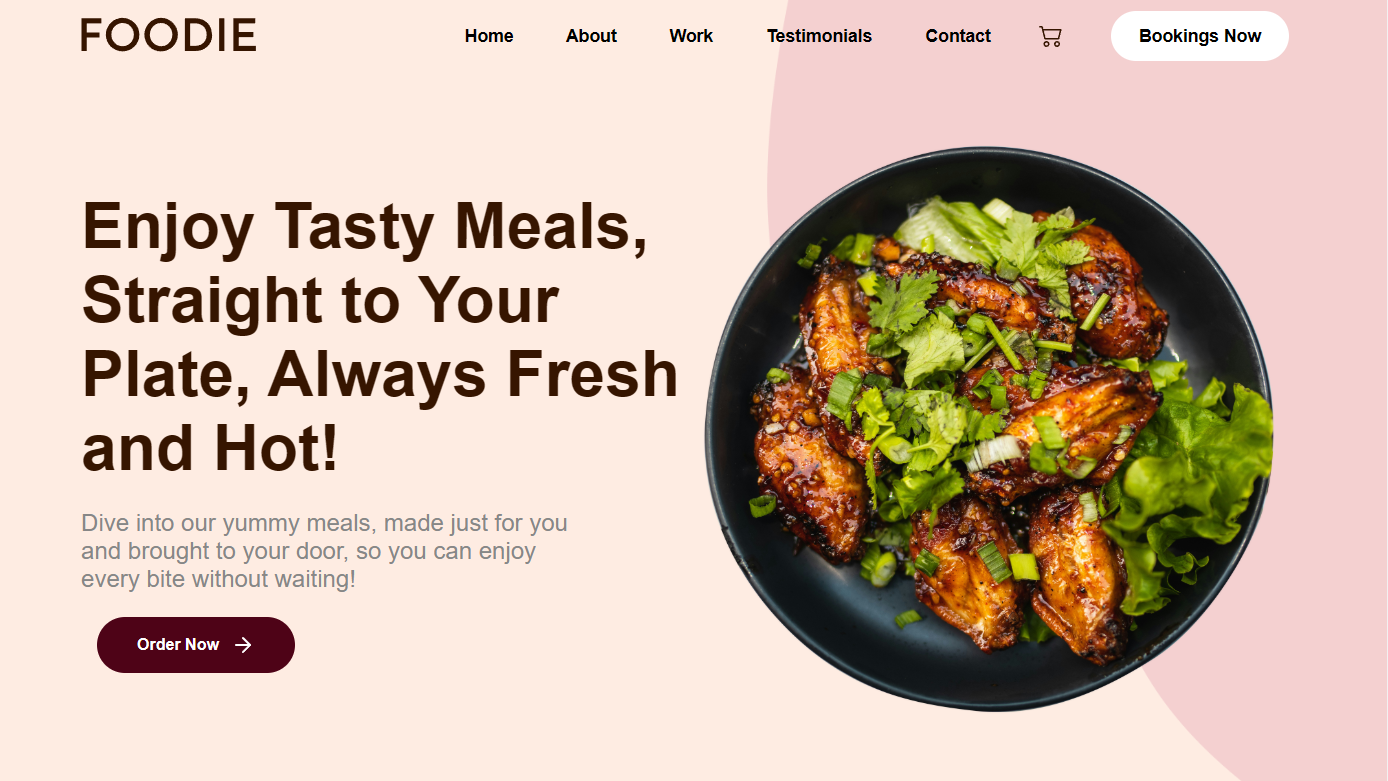 FOODIE
Home About Work Testimonials Contact Bookings Now
Enjoy Tasty Meals,
Straight to Your
Plate, Always Fresh
and Hot!
Dive into our yummy meals, made just for you
and brought to your door, so you can enjoy
every bite without waiting!
Order Now